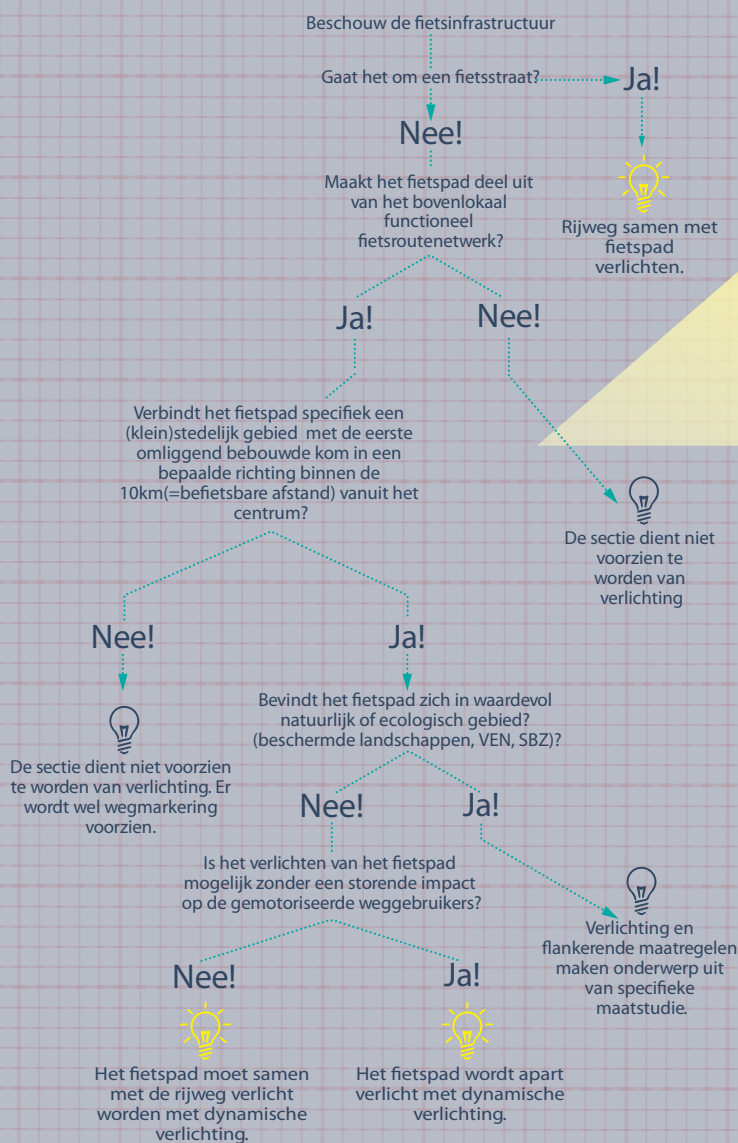 Beschouw de fietsinfrastructuur
Gaat het om een fietsstraat?
Ja!
Nee!
Rijweg samen met
fietspad
verlichten.
Maakt het fietspad deel uit
van het bovenlokaal
functioneel
fietsroutenetwerk?
Ja!
Nee!
Verbindt het fietspad specifiek een
(klein)stedelijk gebied met de eerste
omliggend bebouwde kom in een
bepaalde richting binnen de
10km(=befietsbare afstand) vanuit het
centrum?
De sectie dient niet
voorzien te
worden van
verlichting
Nee!
Ja!
De sectie dient niet voorzien
te worden van verlichting. Er
wordt wel wegmarkering
voorzien.
Bevindt het fietspad zich in waardevol
natuurlijk of ecologisch gebied?
(beschermde landschappen, VEN, SBZ)?
Nee!
Ja!
Is het verlichten van het fietspad
mogelijk zonder een storende impact
op de gemotoriseerde weggebruikers?
Verlichting en
flankerende maatregelen
maken onderwerp uit
van specifieke
maatstudie.
Nee!
Ja!
Het fietspad moet samen
met de rijweg verlicht
worden met dynamische
verlichting.
Het fietspad wordt apart
verlicht met dynamische
verlichting.